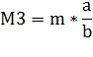 M3 = m * a/b